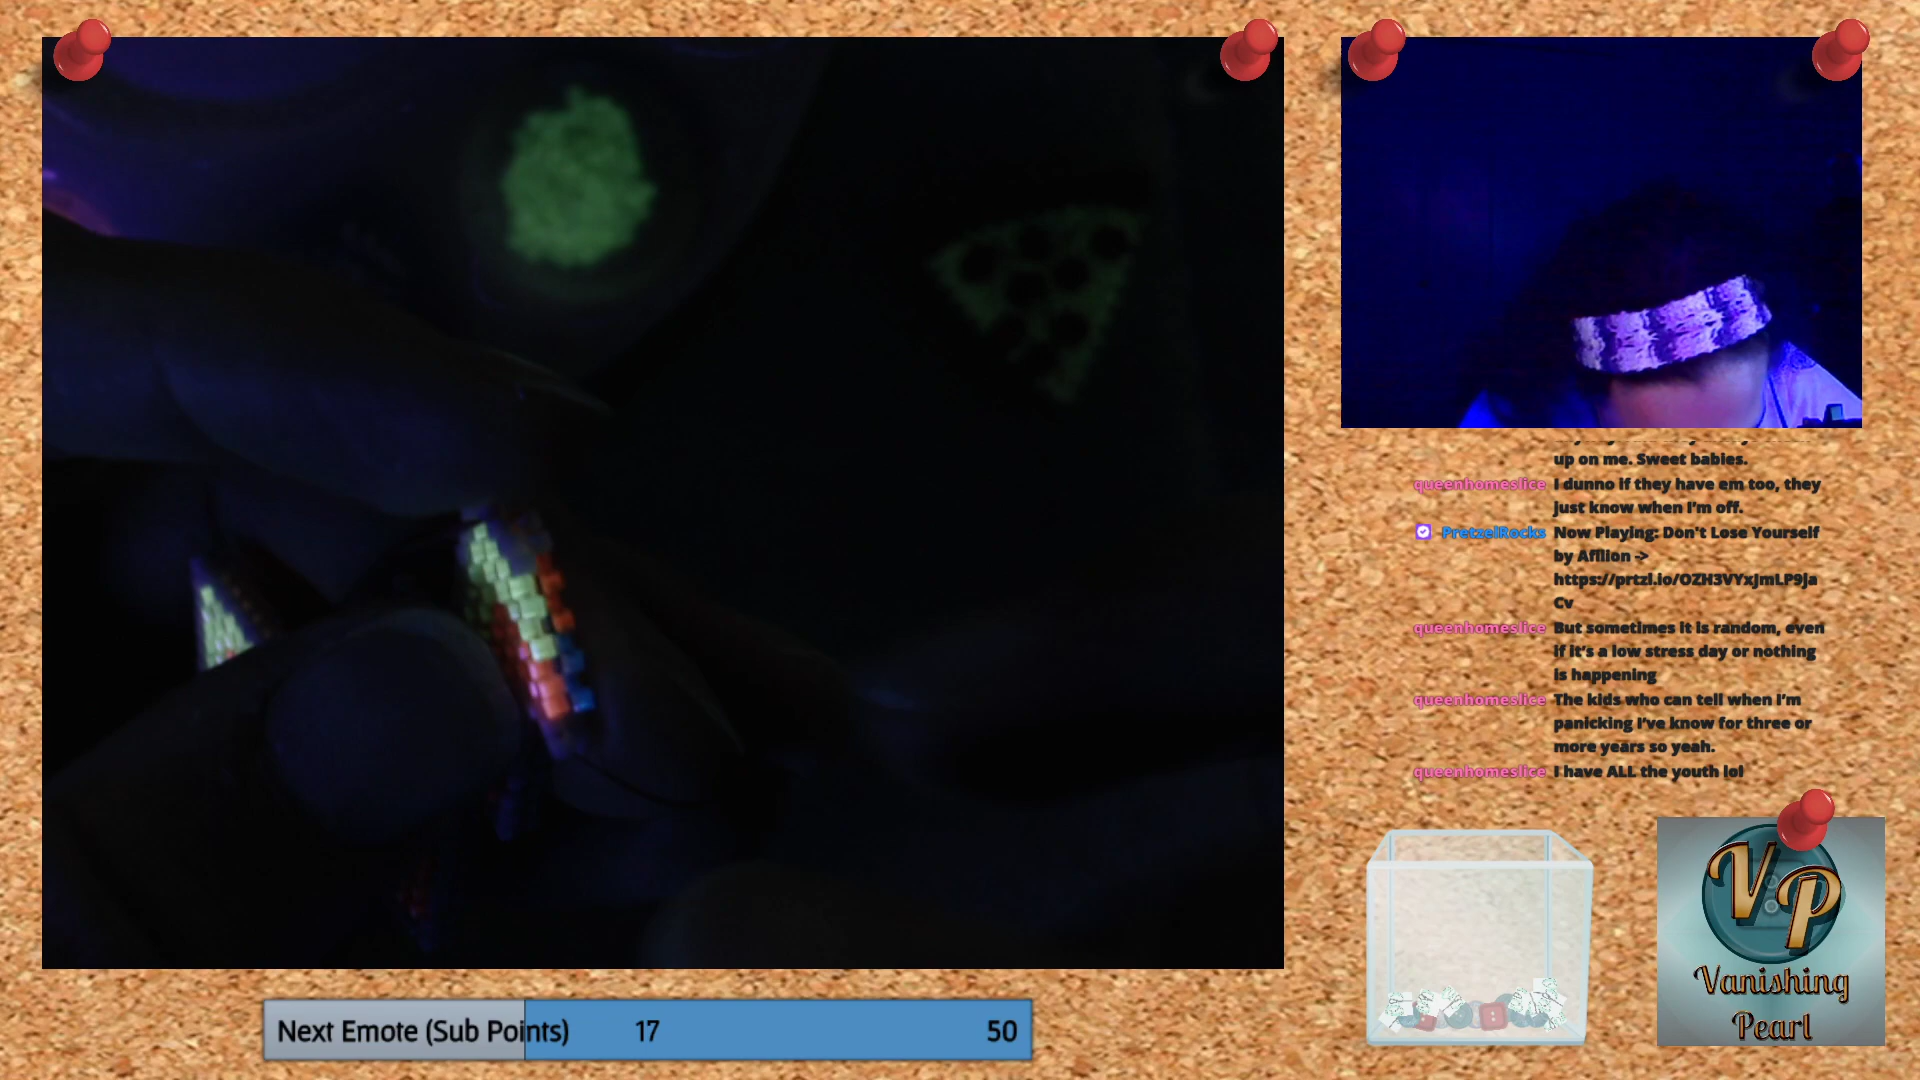 up on me. Sweet babies.
queenhomeslice I dunno if they have em too, they
just know when I'm off.
PretzelRocks Now Playing: Don't Lose Yourself
by Afflion ->
https://prtzl.io/OZH3VYxJmLP9Ja
Cv
queenhomeslice But sometimes it is random, even
if it's a low stress day or nothing
is happening
queenhomeslice The kids who can tell when I'm
panicking I've know for three or
more years so yeah.
queenhomeslice I have ALL the youth lol
VP
Vanishing
Pearl
Next Emote (Sub Points) 17 50